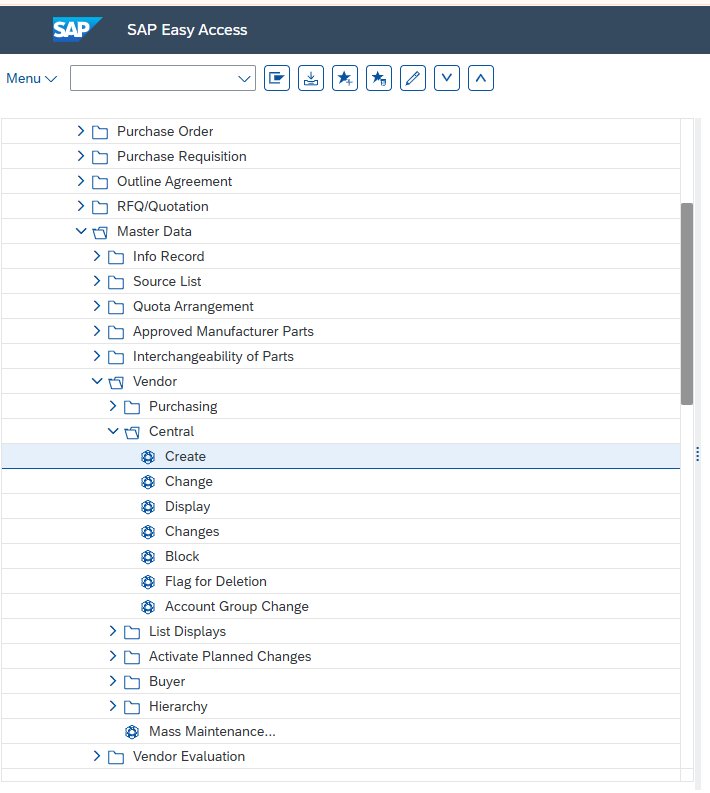 SAP SAP Easy Access
Menu
Purchase Order
Purchase Requisition
Outline Agreement
RFQ/Quotation
Master Data
Info Record
Source List
Quota Arrangement
Approved Manufacturer Parts
Interchangeability of Parts
Vendor
Purchasing
Central
Create
Change
Display
Changes
Block
Flag for Deletion
Account Group Change
List Displays
Activate Planned Changes
Buyer
Hierarchy
Mass Maintenance...
Vendor Evaluation